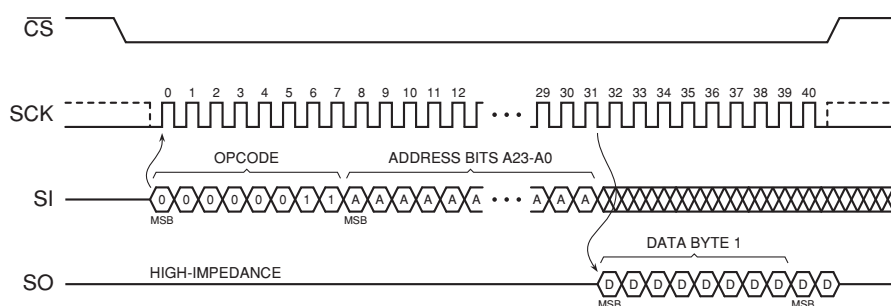 CS
0 1 2 3 4 5 6 7 8 9 10 11 12 29 30 31 32 33 34 35 36 37 38 39 40
SCK
OPCODE ADDRESS BITS A23-A0
SI 0 0 0 0 0 0 1 1 A A A A A A A A A
MSB MSB
DATA BYTE 1
HIGH-IMPEDANCE
SO D D D D D D D D D D
MSB MSB